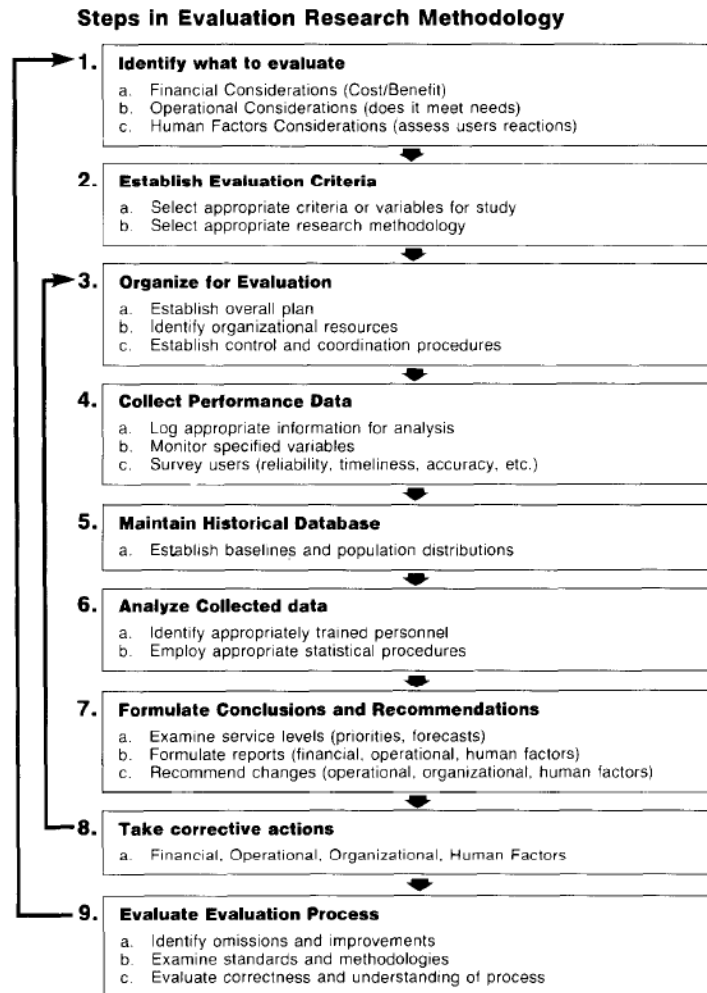 Steps in Evaluation Research Methodology
1. Identify what to evaluate
a. Financial Considerations (Cost/Benefit)
b. Operational Considerations (does it meet needs)
c. Human Factors Considerations (assess users reactions)
2. Establish Evaluation Criteria
a. Select appropriate criteria or variables for study
b. Select appropriate research methodology
3. Organize for Evaluation
a. Establish overall plan
b. Identify organizational resources
c. Establish control and coordination procedures
4. Collect Performance Data
a. Log appropriate information for analysis
b. Monitor specified variables
c. Survey users (reliability, timeliness, accuracy, etc.)
5. Maintain Historical Database
a. Establish baselines and population distributions
6. Analyze Collected data
a. Identify appropriately trained personnel
b. Employ appropriate statistical procedures
7. Formulate Conclusions and Recommendations
a. Examine service levels (priorities, forecasts)
b. Formulate reports (financial, operational, human factors)
c. Recommend changes (operational, organizational, human factors)
8. Take corrective actions
a. Financial, Operational, Organizational, Human Factors
9. Evaluate Evaluation Process
a. Identify omissions and improvements
b. Examine standards and methodologies
c. Evaluate correctness and understanding of process